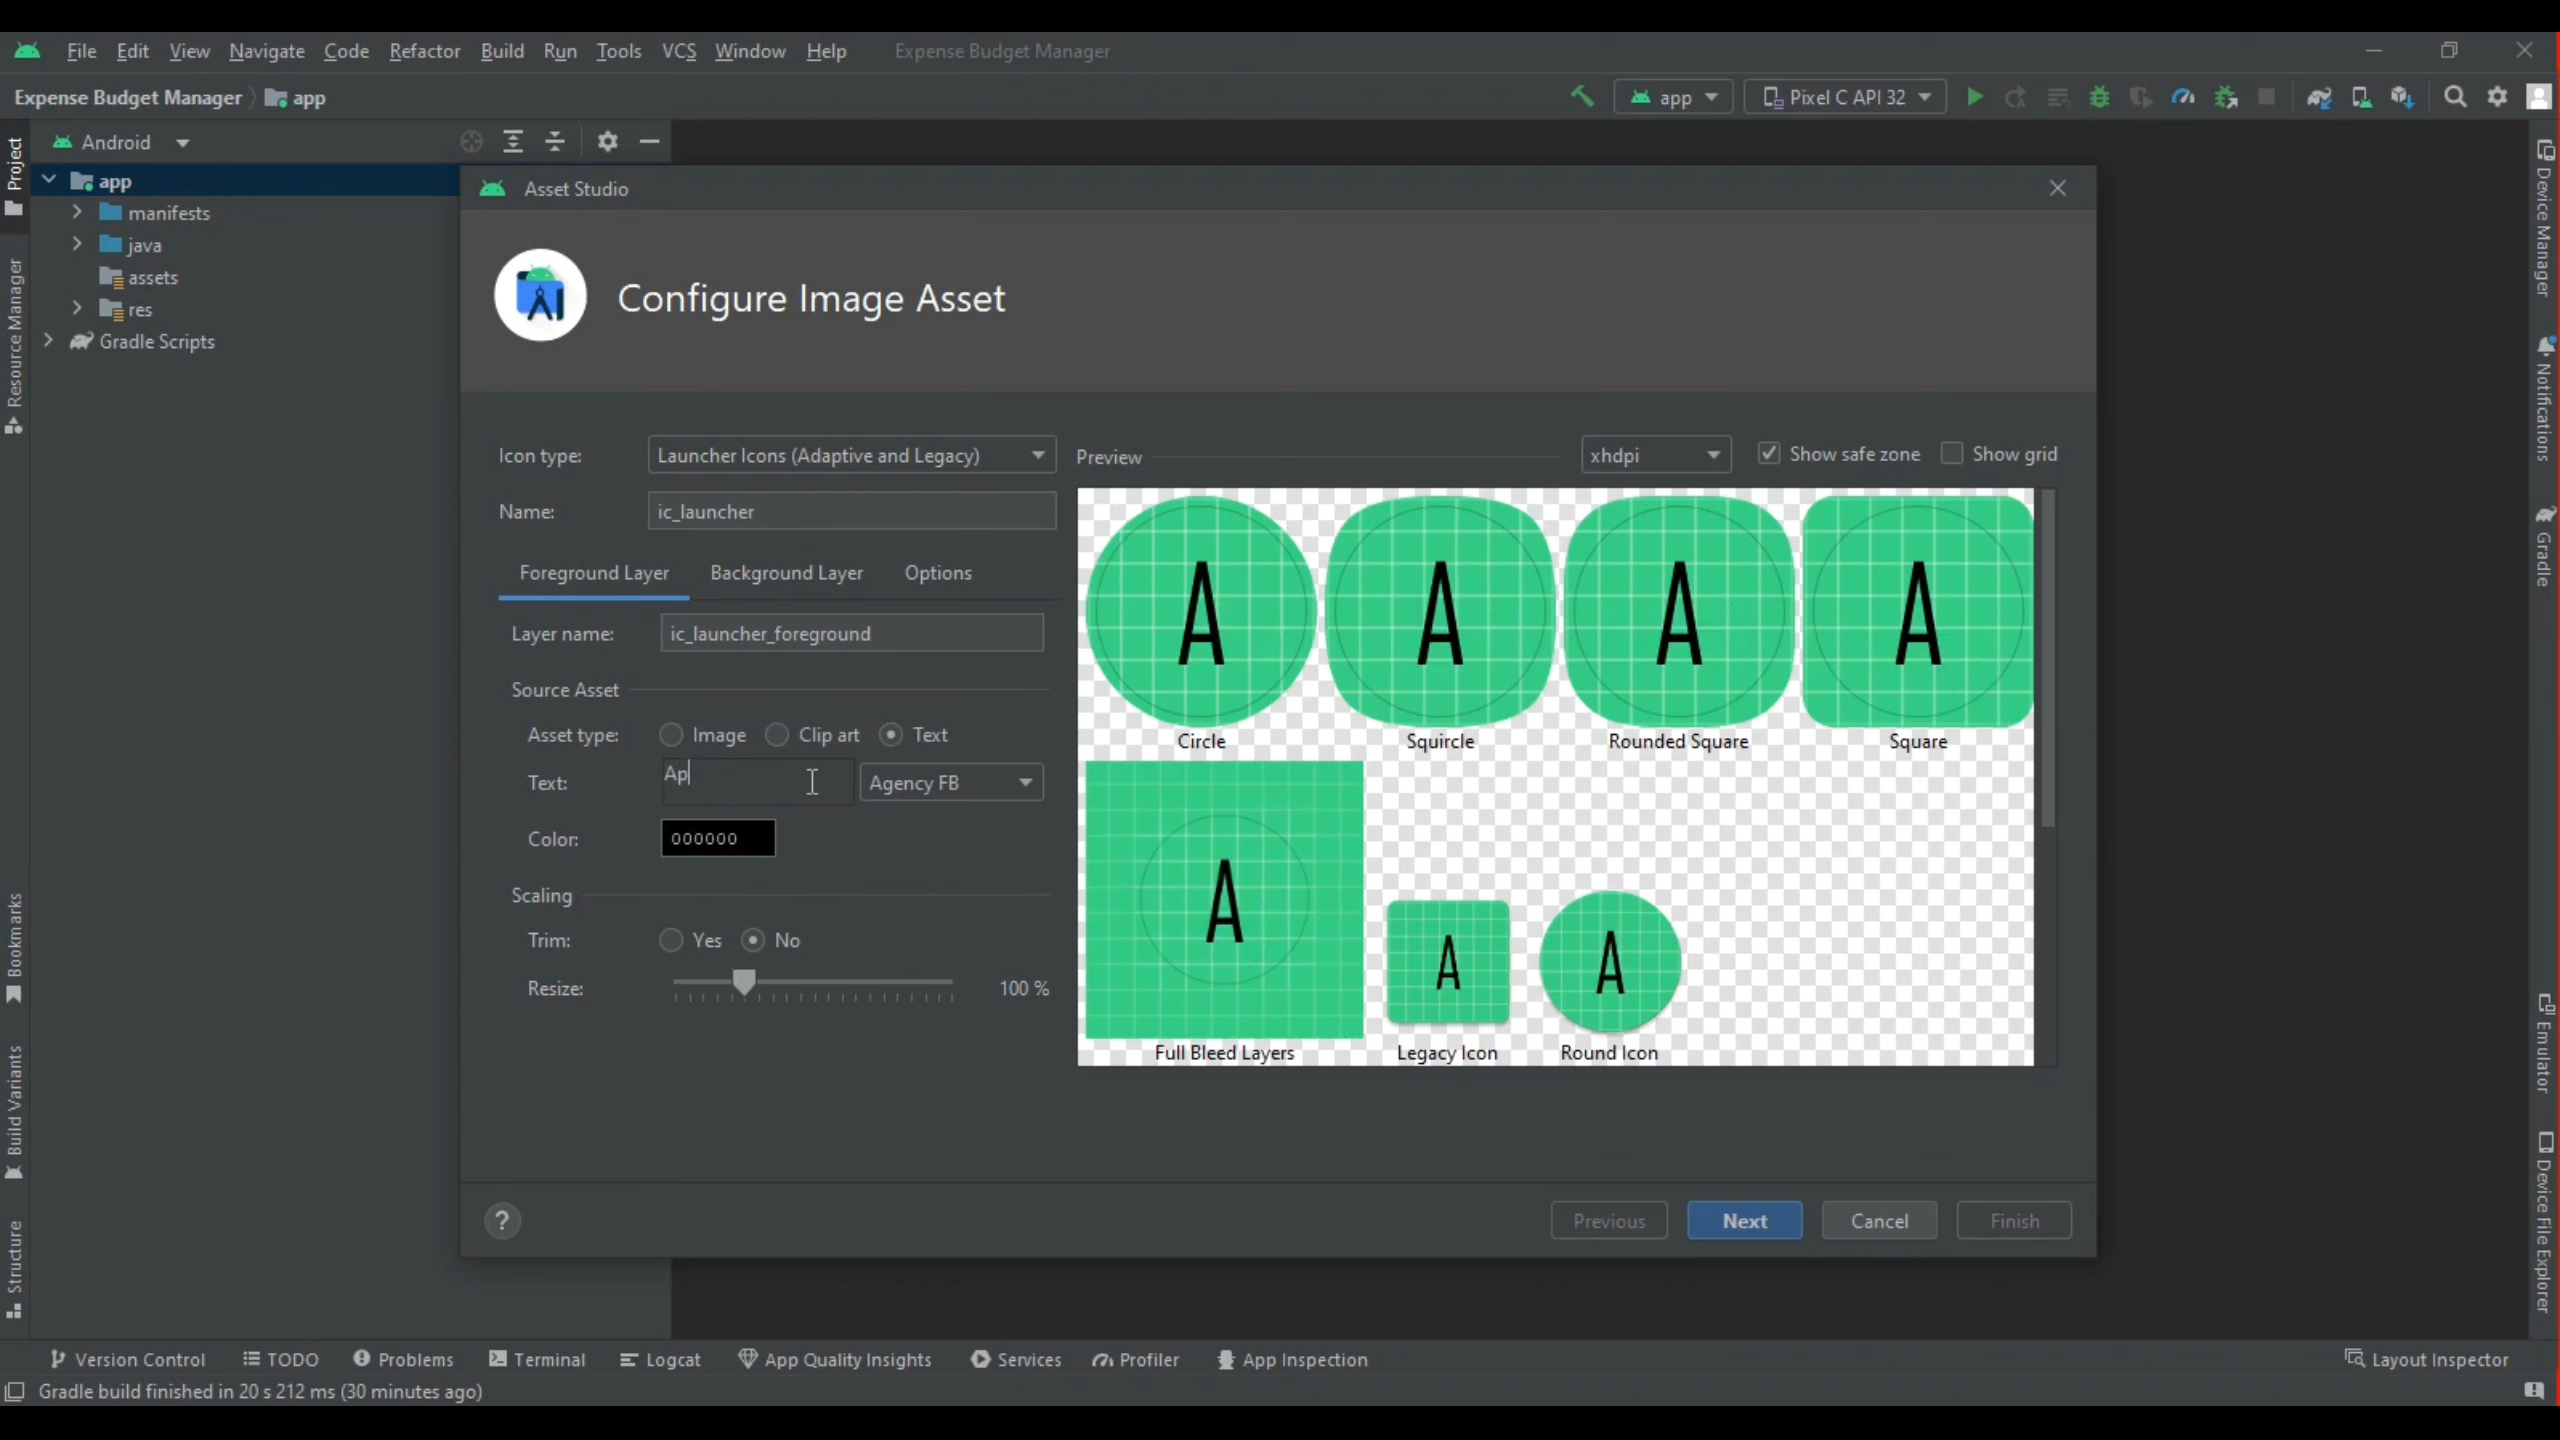 File Edit View Navigate Code Refactor Build Run Tools VCS Window Help Expense Budget Manager
Expense Budget Manager app
app
Pixel C API 32
Android
app
manifests
java
assets
res
Gradle Scripts
Project
Resource Manager
Bookmarks
Build Variants
Structure
Asset Studio
Configure Image Asset
Icon type: Launcher Icons (Adaptive and Legacy)
Name: ic_launcher
Foreground Layer Background Layer Options
Layer name: ic_launcher_foreground
Source Asset
Asset type: Image Clip art Text
Text: Ap Agency FB
Color: 000000
Scaling
Trim: Yes No
Resize: 100 %
Preview xhdpi Show safe zone Show grid
A A A A
Circle Squircle Rounded Square Square
A A A
Full Bleed Layers Legacy Icon Round Icon
? Previous Next Cancel Finish
Device Manager
Notifications
Gradle
Emulator
Device File Explorer
Version Control TODO Problems Terminal Logcat App Quality Insights Services Profiler App Inspection Layout Inspector
Gradle build finished in 20 s 212 ms (30 minutes ago)